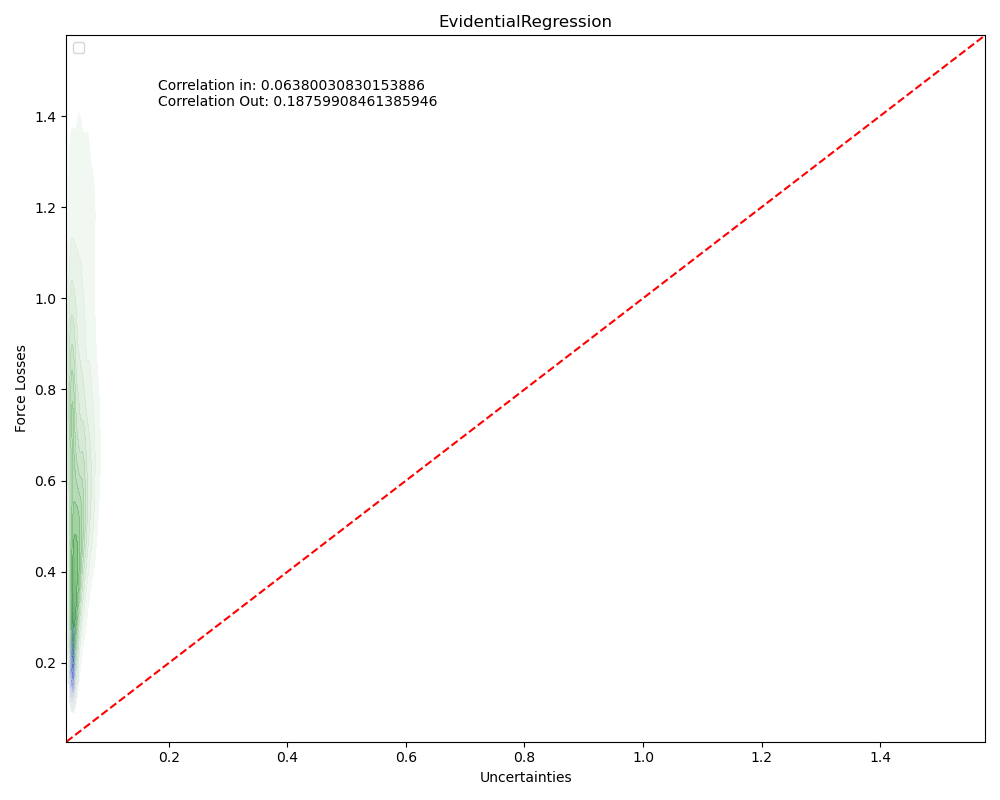 EvidentialRegression
Correlation in: 0.06380030830153886
Correlation Out: 0.18759908461385946
1.4
1.2
1.0
0.8
0.6
0.4
0.2
Force Losses
0.2 0.4 0.6 0.8 1.0 1.2 1.4
Uncertainties